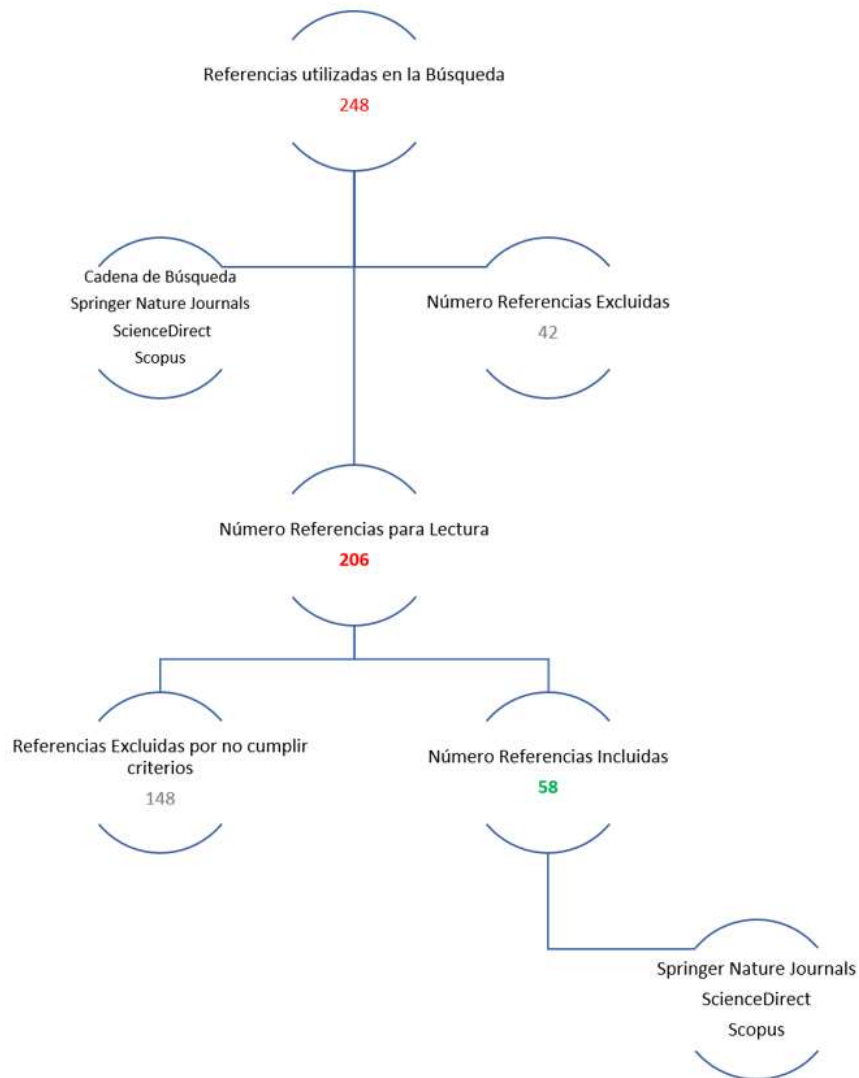 Referencias utilizadas en la Búsqueda
248
Cadena de Búsqueda
Springer Nature Journals
ScienceDirect
Scopus
Número Referencias Excluidas
42
Número Referencias para Lectura
206
Referencias Excluidas por no cumplir
criterios
148
Número Referencias Incluidas
58
Springer Nature Journals
ScienceDirect
Scopus